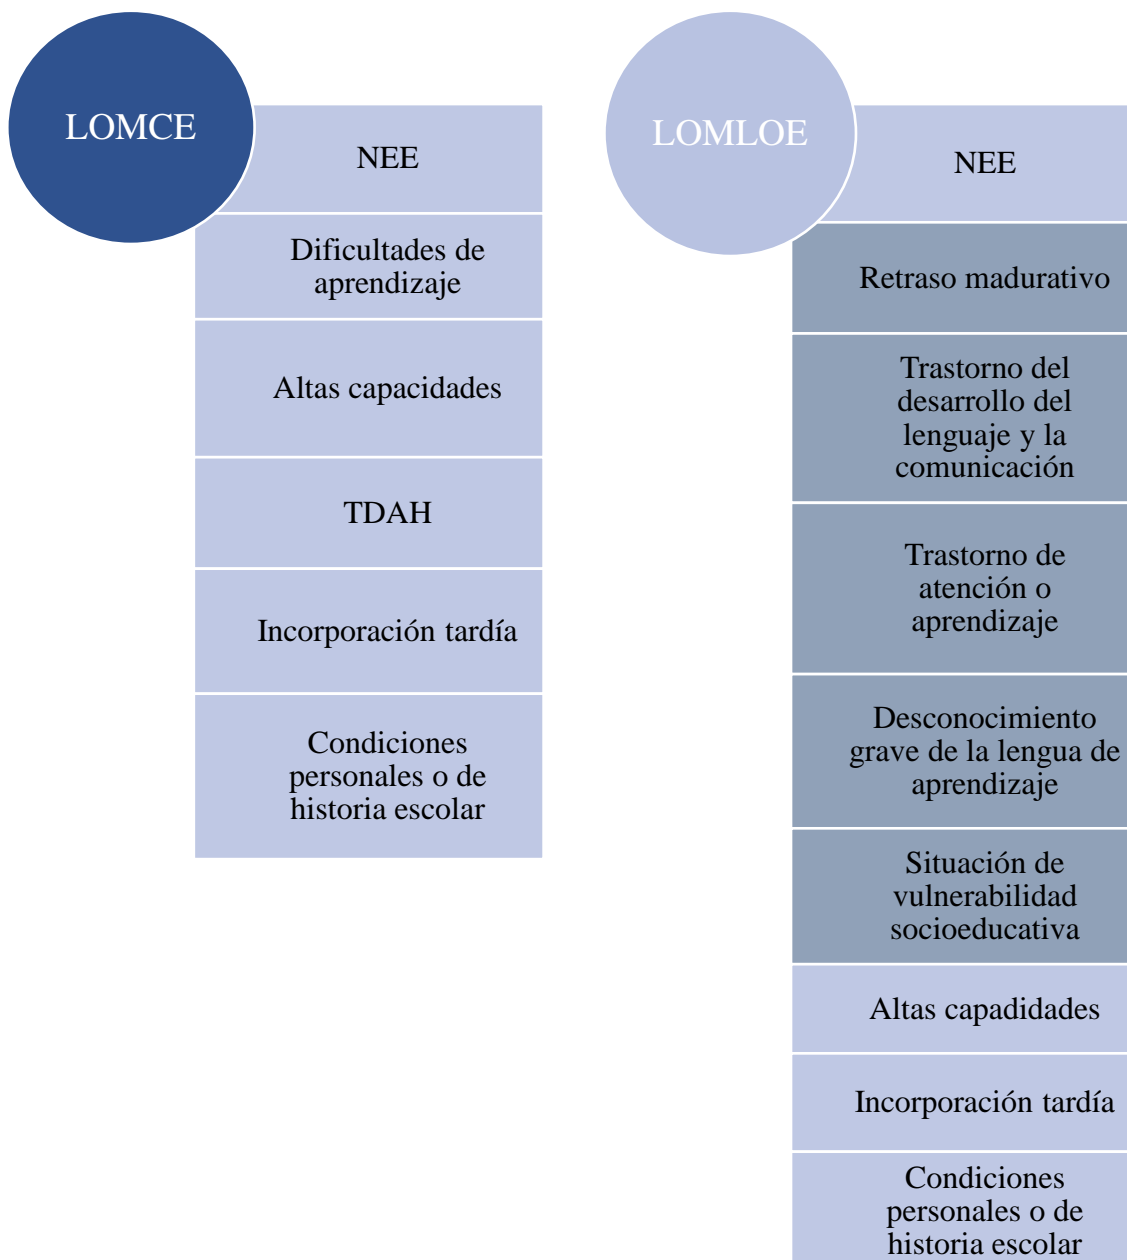 LOMCE
NEE
Dificultades de
aprendizaje
Altas capacidades
TDAH
Incorporación tardía
Condiciones
personales o de
historia escolar
LOMLOE
NEE
Retraso madurativo
Trastorno del
desarrollo del
lenguaje y la
comunicación
Trastorno de
atención o
aprendizaje
Desconocimiento
grave de la lengua de
aprendizaje
Situación de
vulnerabilidad
socioeducativa
Altas capadidades
Incorporación tardía
Condiciones
personales o de
historia escolar